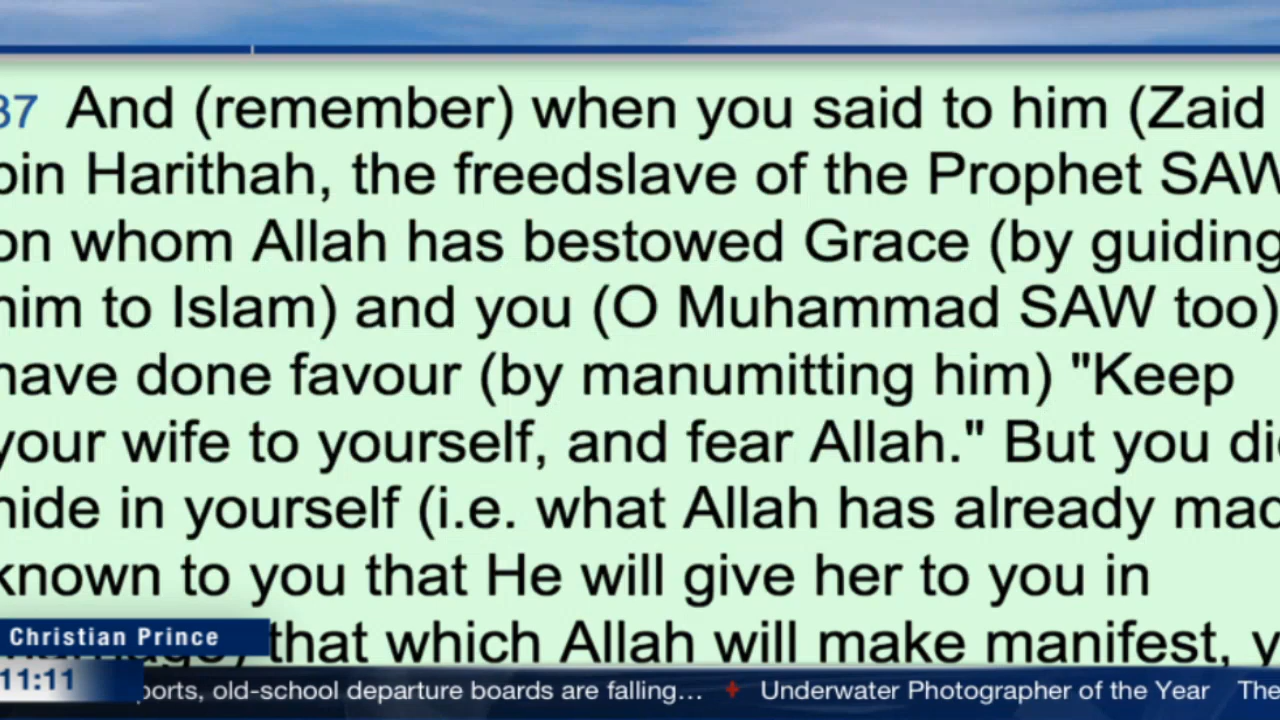 37 And (remember) when you said to him (Zaid
bin Harithah, the freedslave of the Prophet SAW
on whom Allah has bestowed Grace (by guiding
him to Islam) and you (O Muhammad SAW too)
have done favour (by manumitting him) "Keep
your wife to yourself, and fear Allah." But you did
hide in yourself (i.e. what Allah has already made
known to you that He will give her to you in
that which Allah will make manifest, y
Christian Prince
11:11
ports, old-school departure boards are falling... Underwater Photographer of the Year The